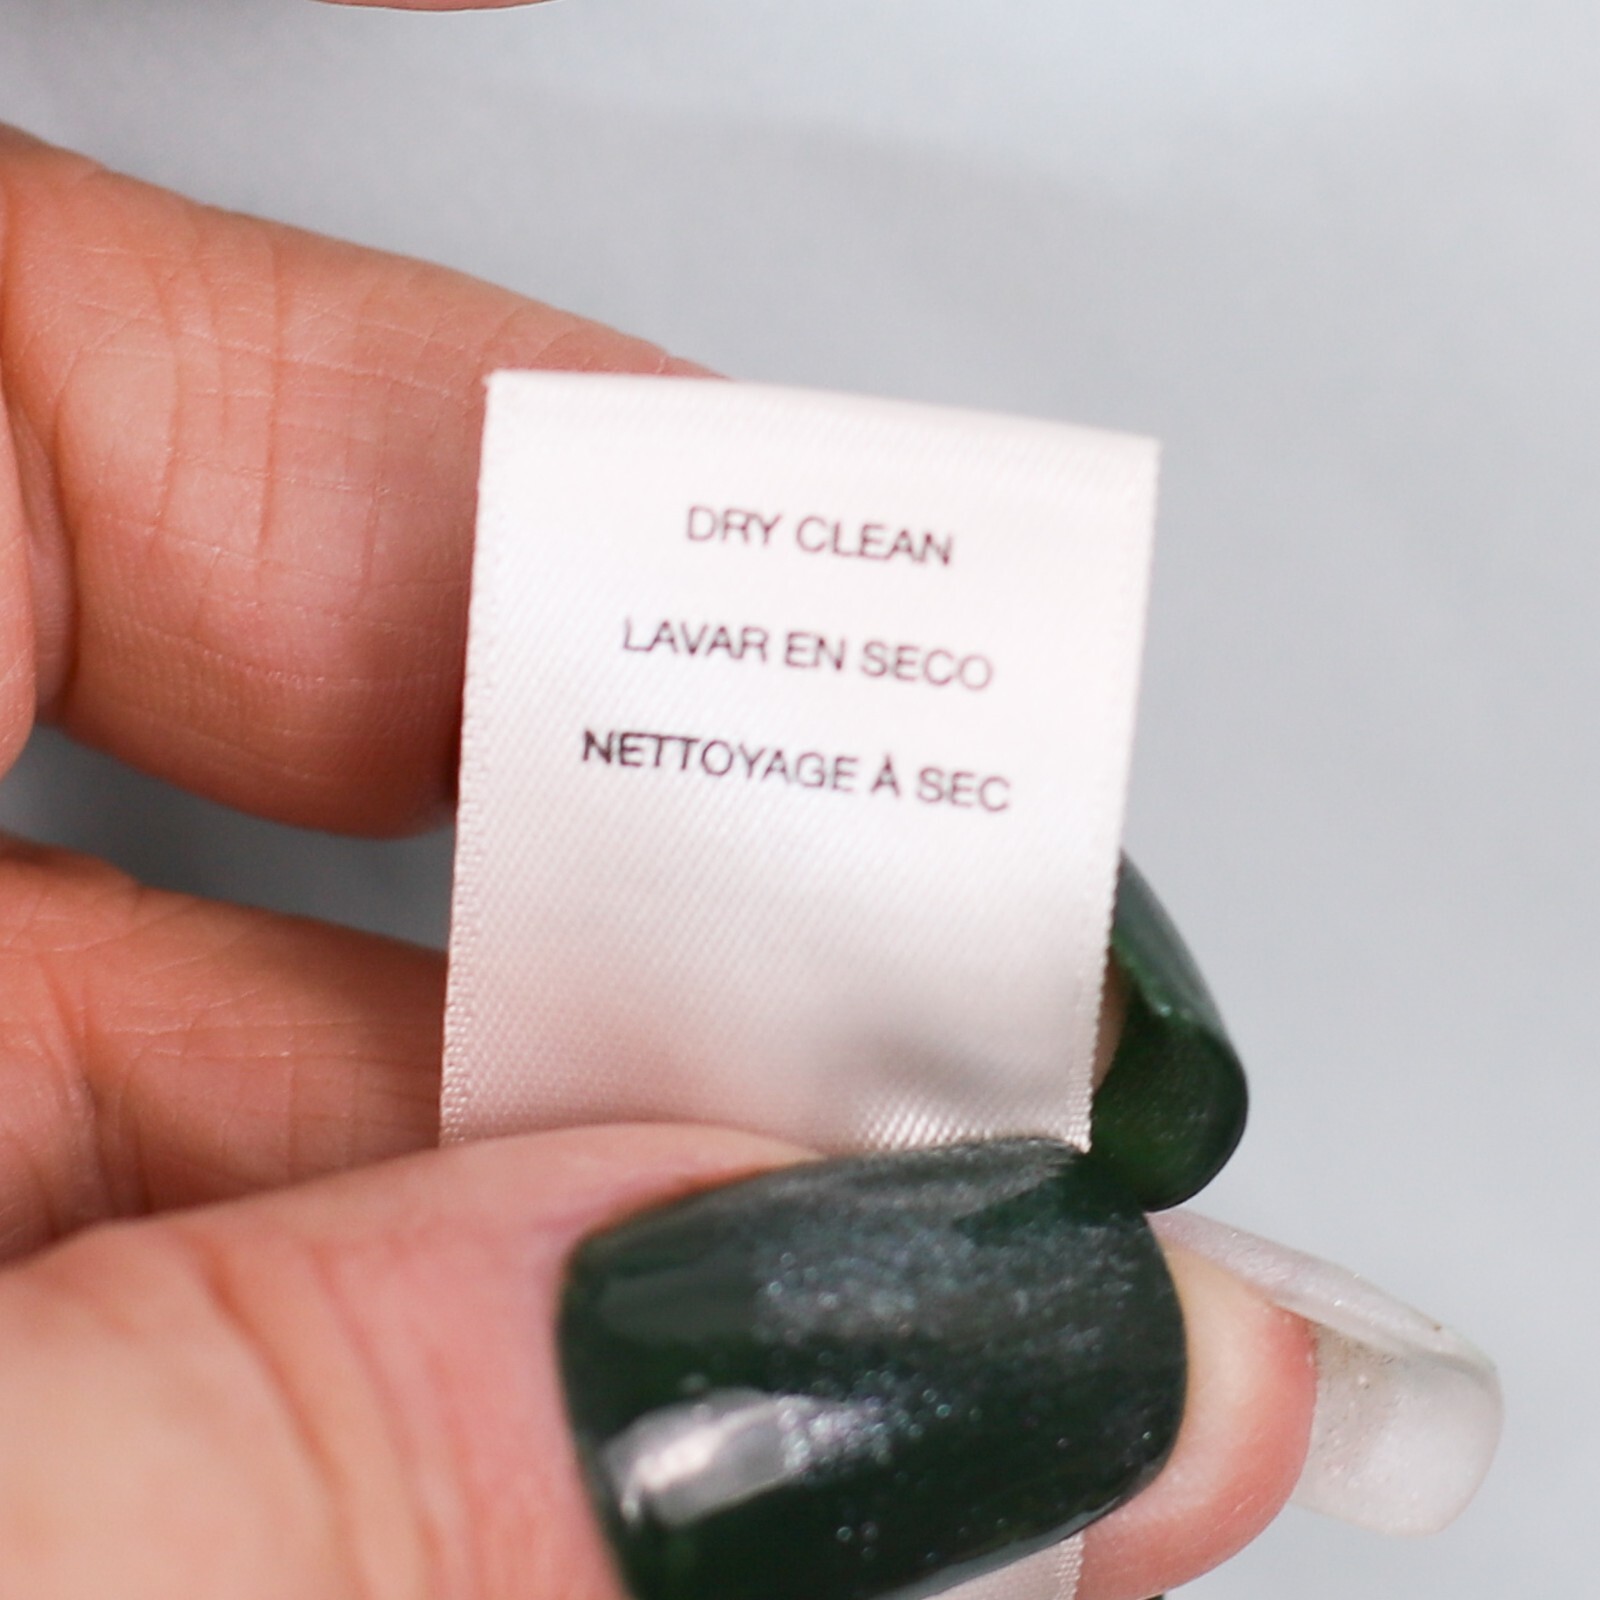 DRY CLEAN
LAVAR EN SECO
NETTOYAGE À SEC